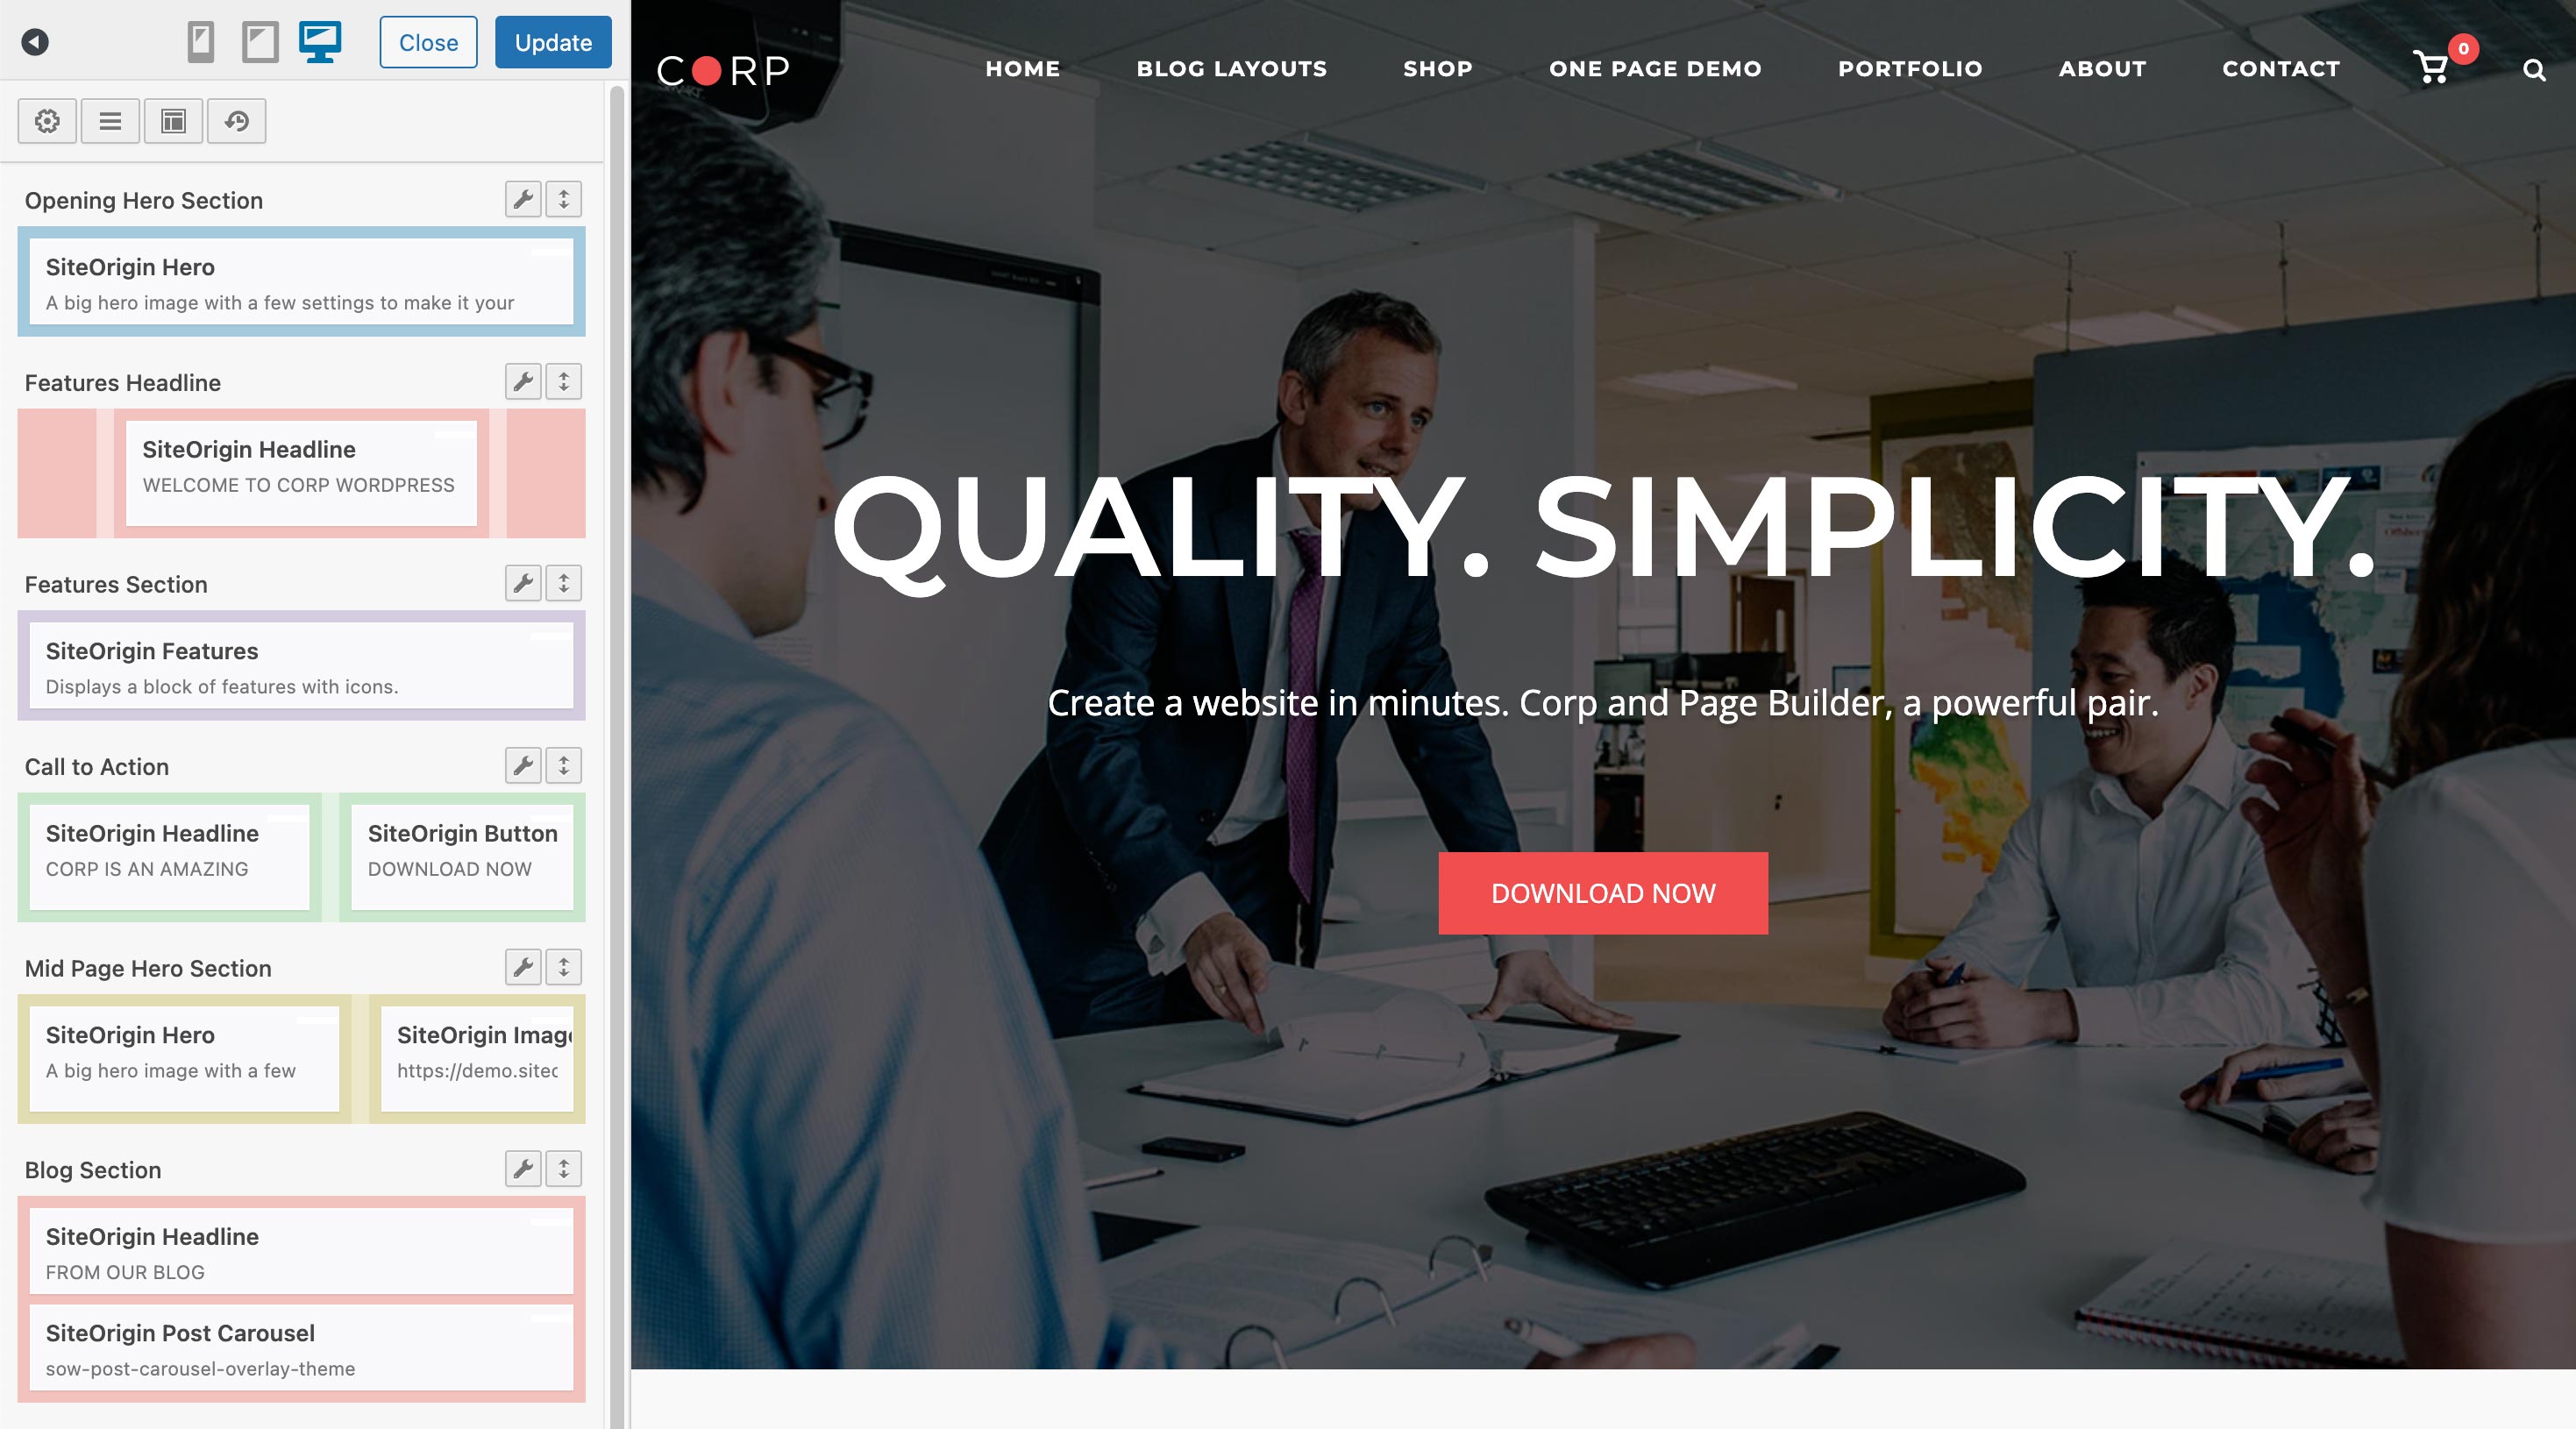 Close
Update
Opening Hero Section
SiteOrigin Hero
A big hero image with a few settings to make it your
Features Headline
SiteOrigin Headline
WELCOME TO CORP WORDPRESS
Features Section
SiteOrigin Features
Displays a block of features with icons.
Call to Action
SiteOrigin Headline
CORP IS AN AMAZING
SiteOrigin Button
DOWNLOAD NOW
Mid Page Hero Section
SiteOrigin Hero
A big hero image with a few
SiteOrigin Image
https://demo.siteo
Blog Section
SiteOrigin Headline
FROM OUR BLOG
SiteOrigin Post Carousel
sow-post-carousel-overlay-theme
CORP
HOME
BLOG LAYOUTS
SHOP
ONE PAGE DEMO
PORTFOLIO
ABOUT
CONTACT
0
QUALITY. SIMPLICITY.
Create a website in minutes. Corp and Page Builder, a powerful pair.
DOWNLOAD NOW